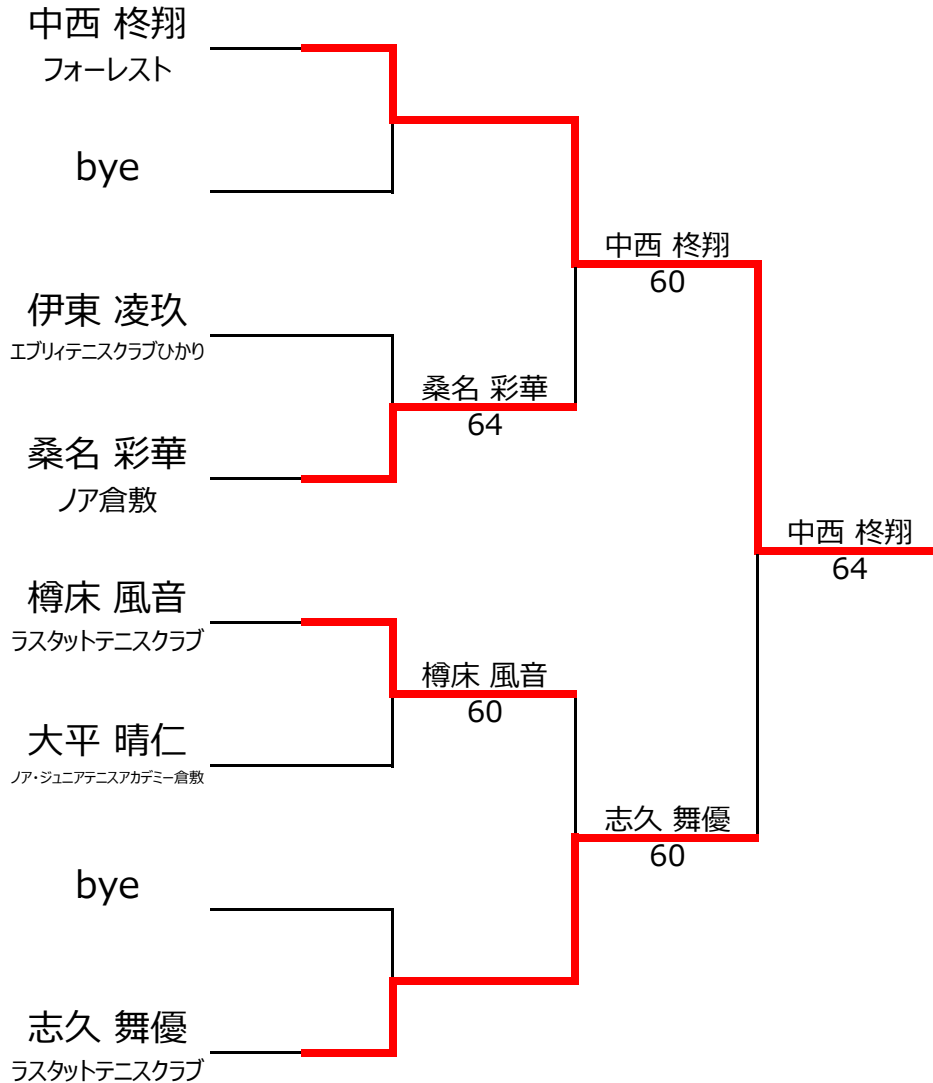 中西 柊翔
フォーレスト
bye
中西 柊翔
60
伊東 凌玖
エブリィテニスクラブひかり
桑名 彩華
64
桑名 彩華
ノア倉敷
中西 柊翔
64
樽床 風音
ラスタットテニスクラブ
樽床 風音
60
大平 晴仁
ノア・ジュニアテニスアカデミー倉敷
志久 舞優
60
bye
志久 舞優
ラスタットテニスクラブ